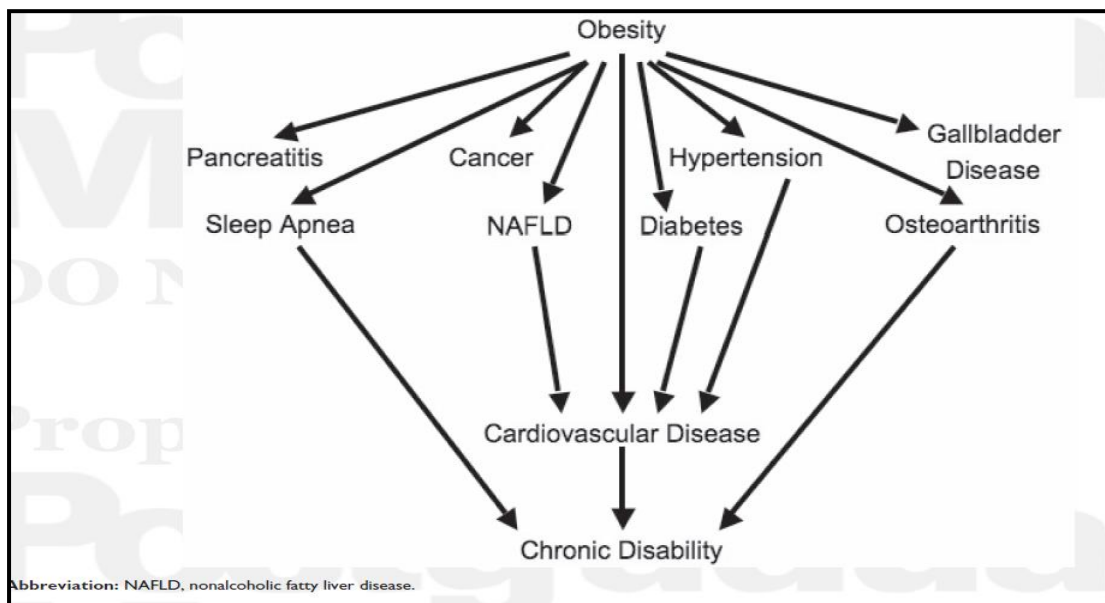 Obesity
Pancreatitis
Cancer
Hypertension
Gallbladder
Disease
Sleep Apnea
NAFLD
Diabetes
Osteoarthritis
Cardiovascular Disease
Chronic Disability
Abbreviation: NAFLD, nonalcoholic fatty liver disease.